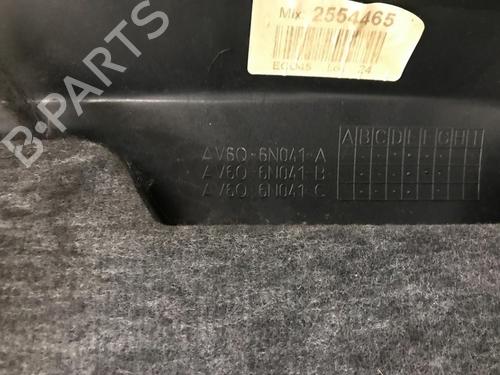 Mix: 2554465
B-PARTS
AV6Q-6N041-A
AV6Q-6N041-B
AV6Q-6N041-C
A B C D E F G H I